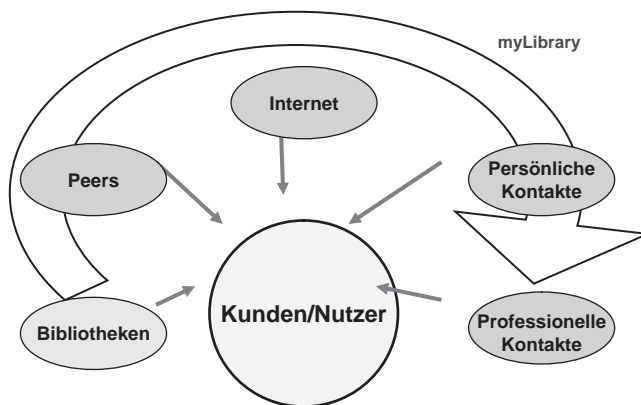 myLibrary
Internet
Peers
Persönliche
Kontakte
Kunden/Nutzer
Bibliotheken
Professionelle
Kontakte